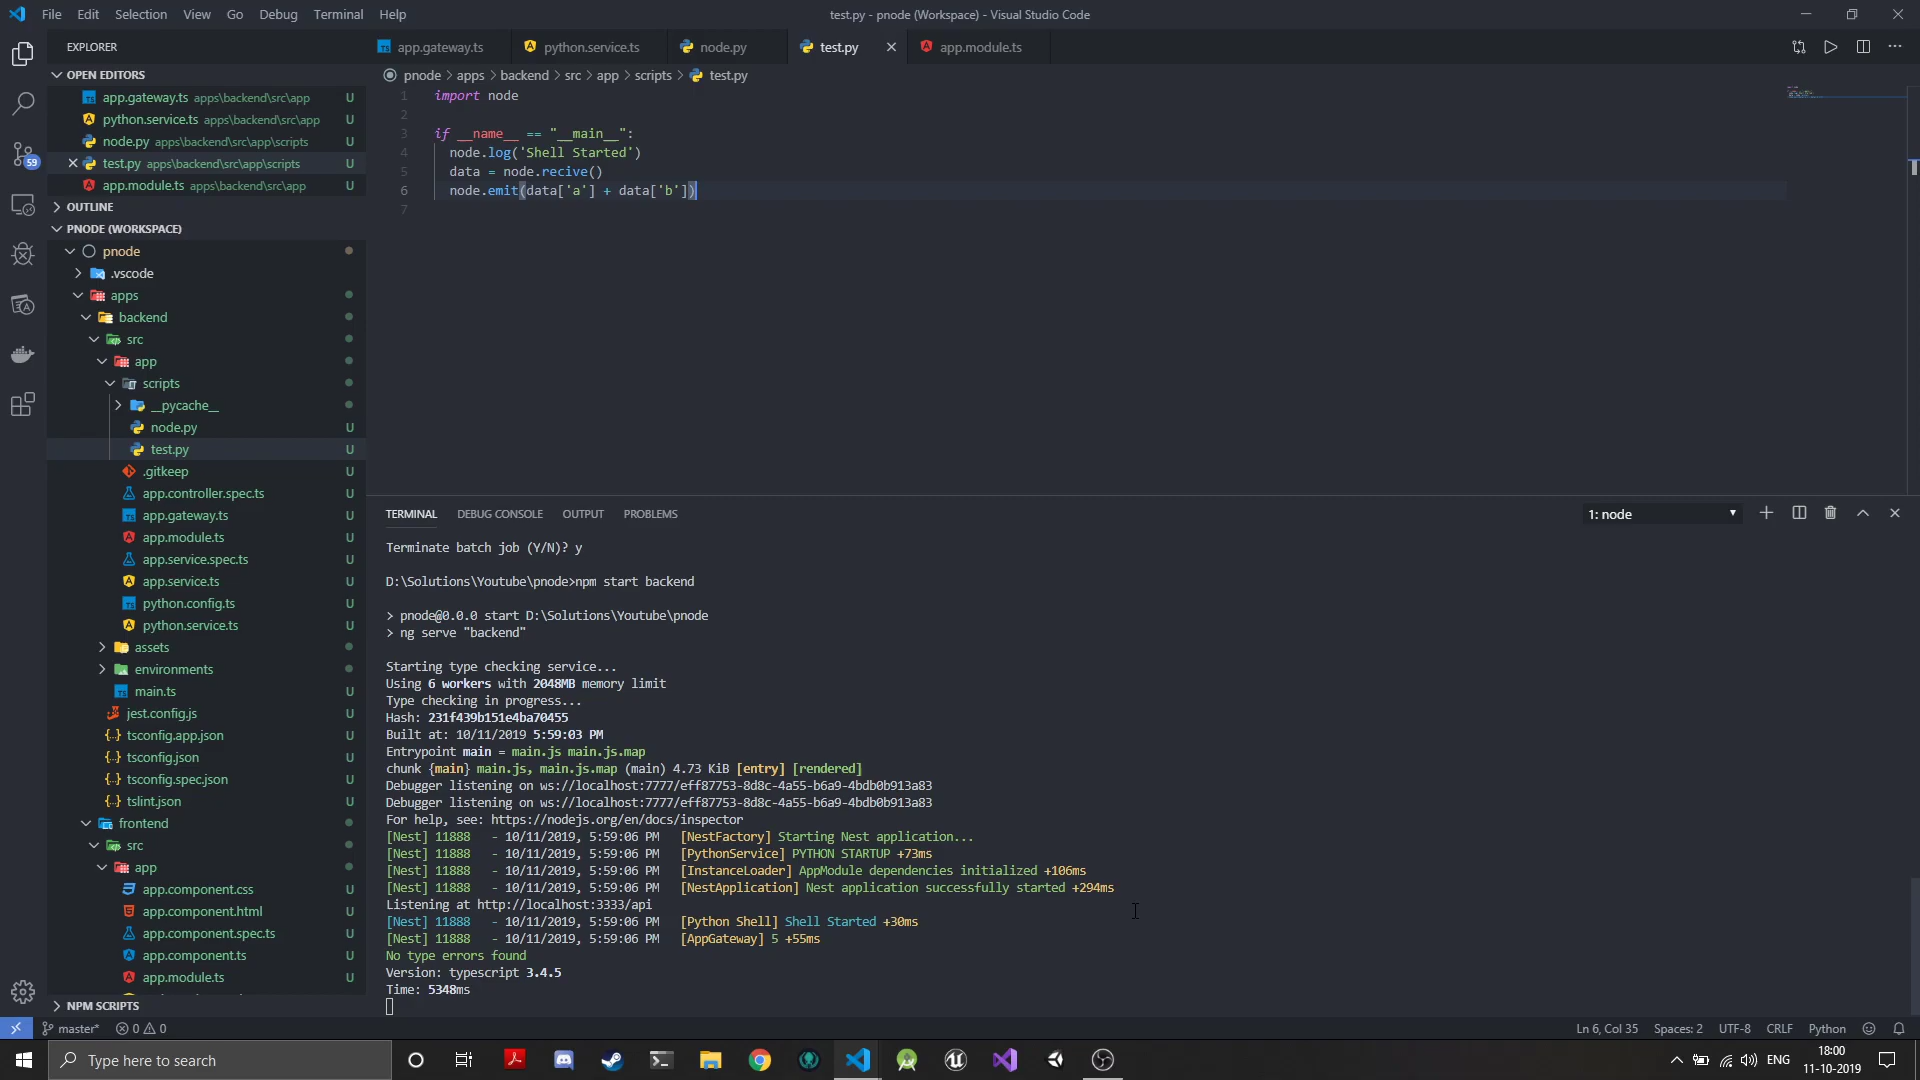 File Edit Selection View Go Debug Terminal Help
test.py - pnode (Workspace) - Visual Studio Code
EXPLORER
app.gateway.ts python.service.ts node.py test.py app.module.ts
OPEN EDITORS
app.gateway.ts apps\backend\src\app U
python.service.ts apps\backend\src\app U
node.py apps\backend\src\app\scripts U
test.py apps\backend\src\app\scripts U
app.module.ts apps\backend\src\app U
OUTLINE
PNODE (WORKSPACE)
pnode
.vscode
apps
backend
src
app
scripts
__pycache__
node.py U
test.py U
.gitkeep U
app.controller.spec.ts U
app.gateway.ts U
app.module.ts U
app.service.spec.ts U
app.service.ts U
python.config.ts U
python.service.ts U
assets
environments
main.ts U
jest.config.js U
tsconfig.app.json U
tsconfig.json U
tsconfig.spec.json U
tslint.json U
frontend
src
app
app.component.css U
app.component.html U
app.component.spec.ts U
app.component.ts U
app.module.ts U
NPM SCRIPTS
59
pnode > apps > backend > src > app > scripts > test.py
1 import node
2
3 if __name__ == "__main__":
4 node.log('Shell Started')
5 data = node.recive()
6 node.emit(data['a'] + data['b'])
7
TERMINAL DEBUG CONSOLE OUTPUT PROBLEMS
1: node
Terminate batch job (Y/N)? y
D:\Solutions\Youtube\pnode>npm start backend
> pnode@0.0.0 start D:\Solutions\Youtube\pnode
> ng serve "backend"
Starting type checking service...
Using 6 workers with 2048MB memory limit
Type checking in progress...
Hash: 231f439b151e4ba70455
Built at: 10/11/2019 5:59:03 PM
Entrypoint main = main.js main.js.map
chunk {main} main.js, main.js.map (main) 4.73 KiB [entry] [rendered]
Debugger listening on ws://localhost:7777/eff87753-8d8c-4a55-b6a9-4bdb0b913a83
Debugger listening on ws://localhost:7777/eff87753-8d8c-4a55-b6a9-4bdb0b913a83
For help, see: https://nodejs.org/en/docs/inspector
[Nest] 11888 - 10/11/2019, 5:59:06 PM [NestFactory] Starting Nest application...
[Nest] 11888 - 10/11/2019, 5:59:06 PM [PythonService] PYTHON STARTUP +73ms
[Nest] 11888 - 10/11/2019, 5:59:06 PM [InstanceLoader] AppModule dependencies initialized +106ms
[Nest] 11888 - 10/11/2019, 5:59:06 PM [NestApplication] Nest application successfully started +294ms
Listening at http://localhost:3333/api
[Nest] 11888 - 10/11/2019, 5:59:06 PM [Python Shell] Shell Started +30ms
[Nest] 11888 - 10/11/2019, 5:59:06 PM [AppGateway] 5 +55ms
No type errors found
Version: typescript 3.4.5
Time: 5348ms
master* 0 0
Ln 6, Col 35 Spaces: 2 UTF-8 CRLF Python
Type here to search
ENG
18:00
11-10-2019